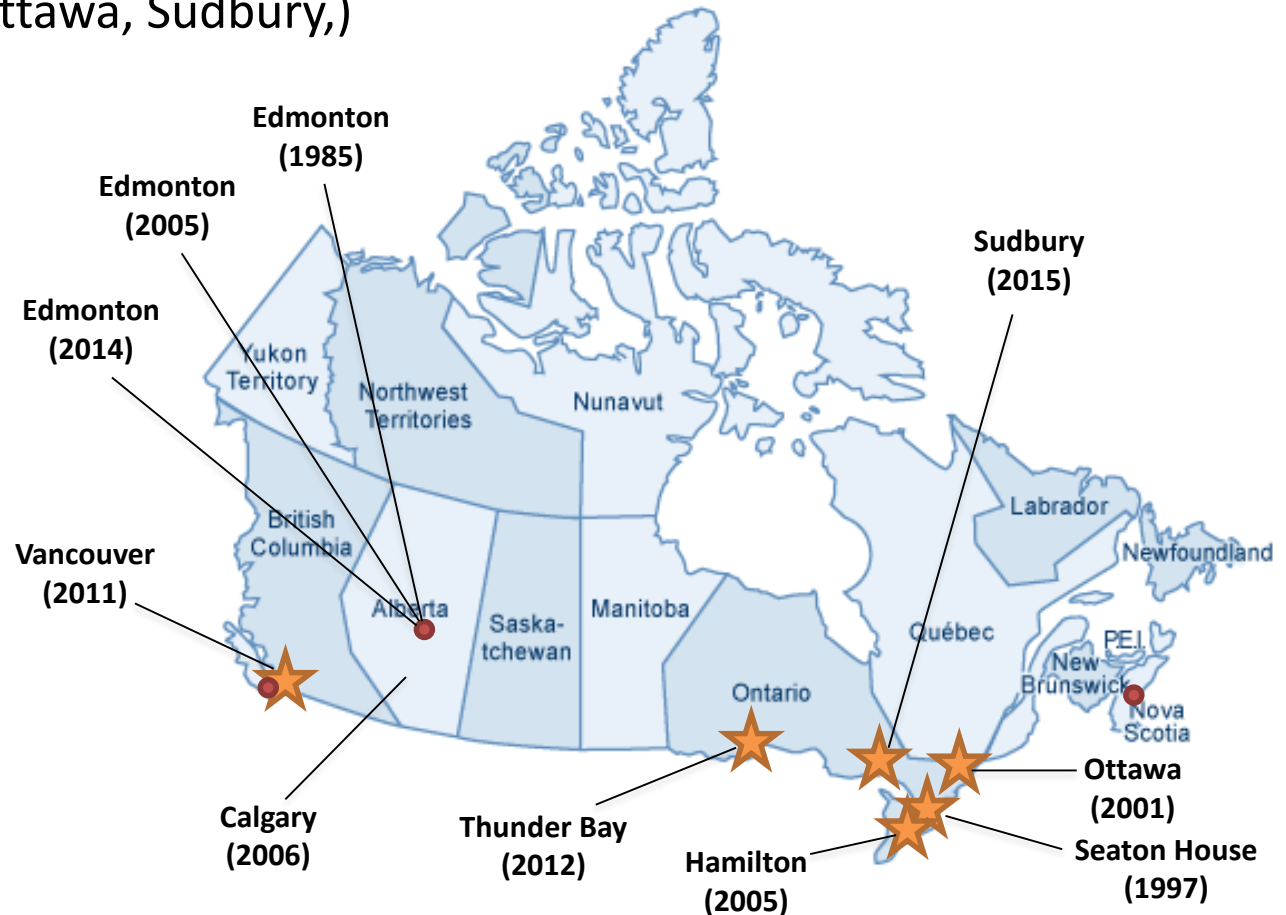 ttawa, Sudbury,)
Edmonton
(1985)
Edmonton
(2005)
Sudbury
(2015)
Edmonton
(2014)
Yukon
Territory
Northwest
Territories
Nunavut
Labrador
British
Columbia
Newfoundland
Vancouver
(2011)
Alberta
Saska-
tchewan
Manitoba
Québec
P.E.I.
New
Brunswick
Ontario
Nova
Scotia
Ottawa
(2001)
Calgary
(2006)
Thunder Bay
(2012)
Hamilton
(2005)
Seaton House
(1997)